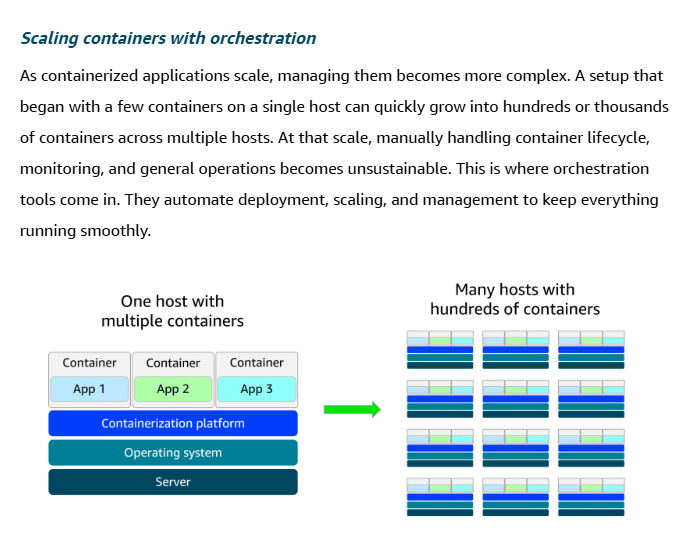 Scaling containers with orchestration
As containerized applications scale, managing them becomes more complex. A setup that
began with a few containers on a single host can quickly grow into hundreds or thousands
of containers across multiple hosts. At that scale, manually handling container lifecycle,
monitoring, and general operations becomes unsustainable. This is where orchestration
tools come in. They automate deployment, scaling, and management to keep everything
running smoothly.
One host with
multiple containers
Container Container Container
App 1 App 2 App 3
Containerization platform
Operating system
Server
Many hosts with
hundreds of containers